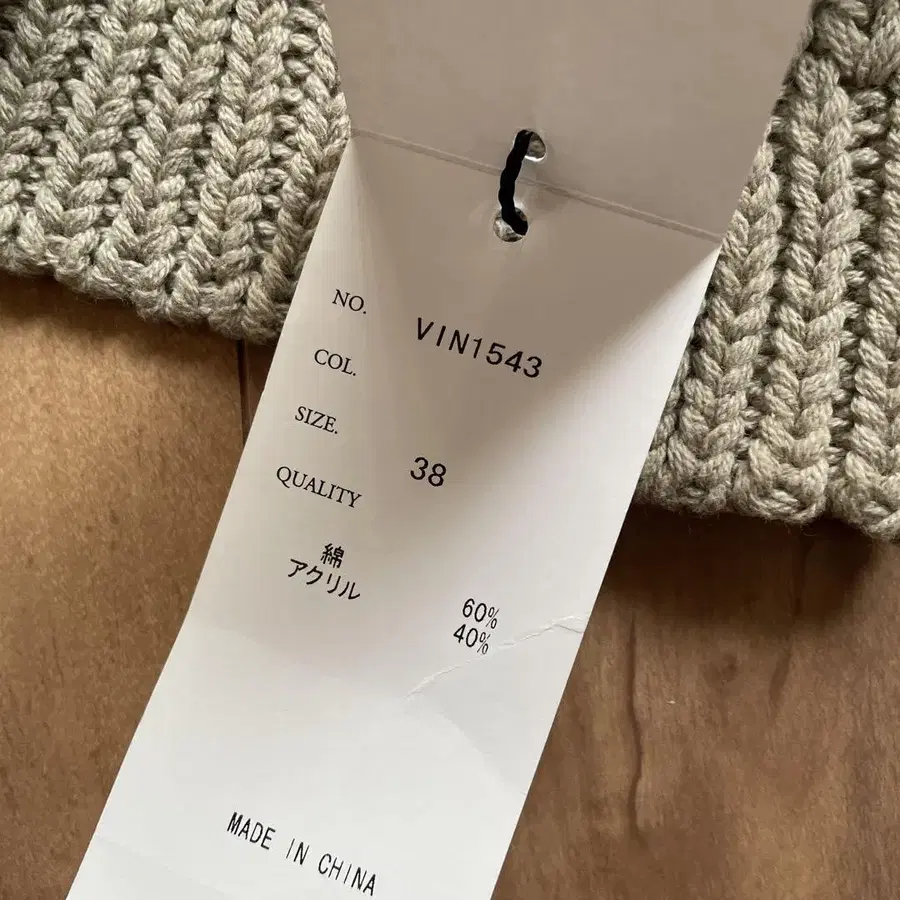 NO. VIN1543
COL.
SIZE. 38
QUALITY
綿 60%
アクリル 40%
MADE IN CHINA